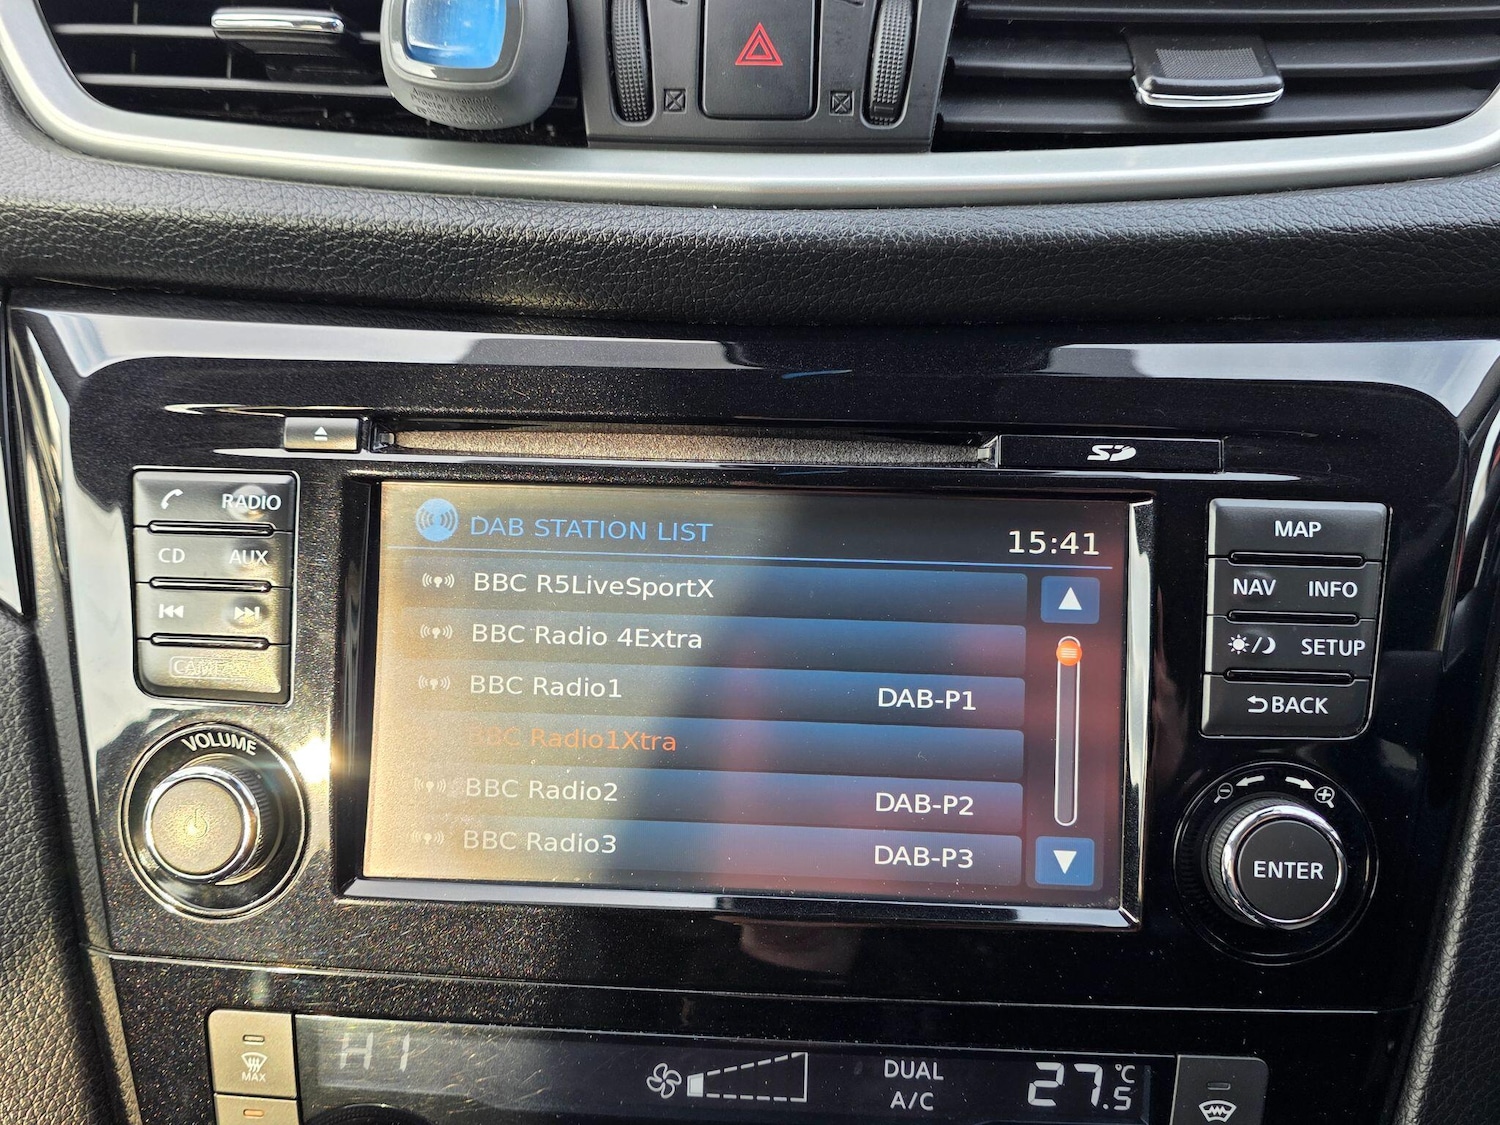 SD
RADIO
CD AUX
VOLUME
DAB STATION LIST 15:41
BBC R5LiveSportX
BBC Radio 4Extra
BBC Radio1 DAB-P1
BBC Radio1Xtra
BBC Radio2 DAB-P2
BBC Radio3 DAB-P3
MAP
NAV INFO
SETUP
BACK
ENTER
MAX
HI
DUAL
A/C
27.5 °C